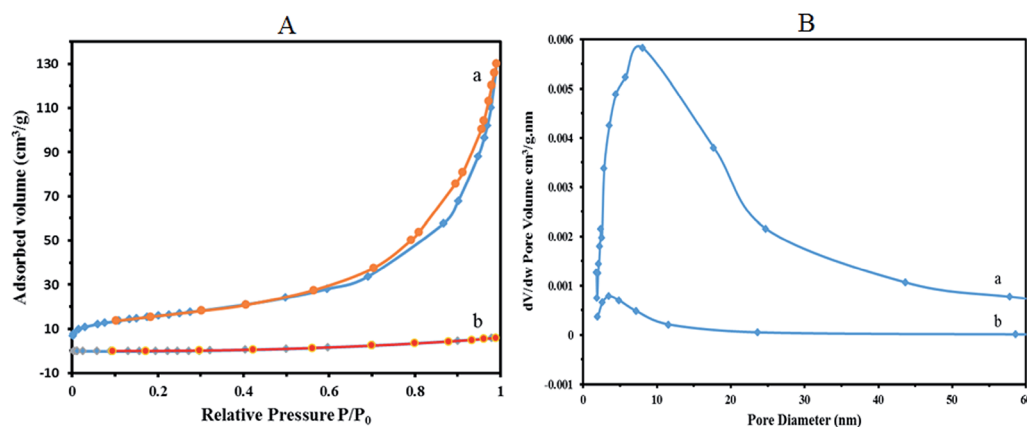 A
B
Adsorbed volume (cm³/g)
130
110
90
70
50
30
10
-10
a
b
0
0.2
0.4
0.6
0.8
1
Relative Pressure P/P₀
dV/dw Pore Volume cm³/g.nm
0.006
0.005
0.004
0.003
0.002
0.001
0
-0.001
a
b
0
10
20
30
40
50
60
Pore Diameter (nm)